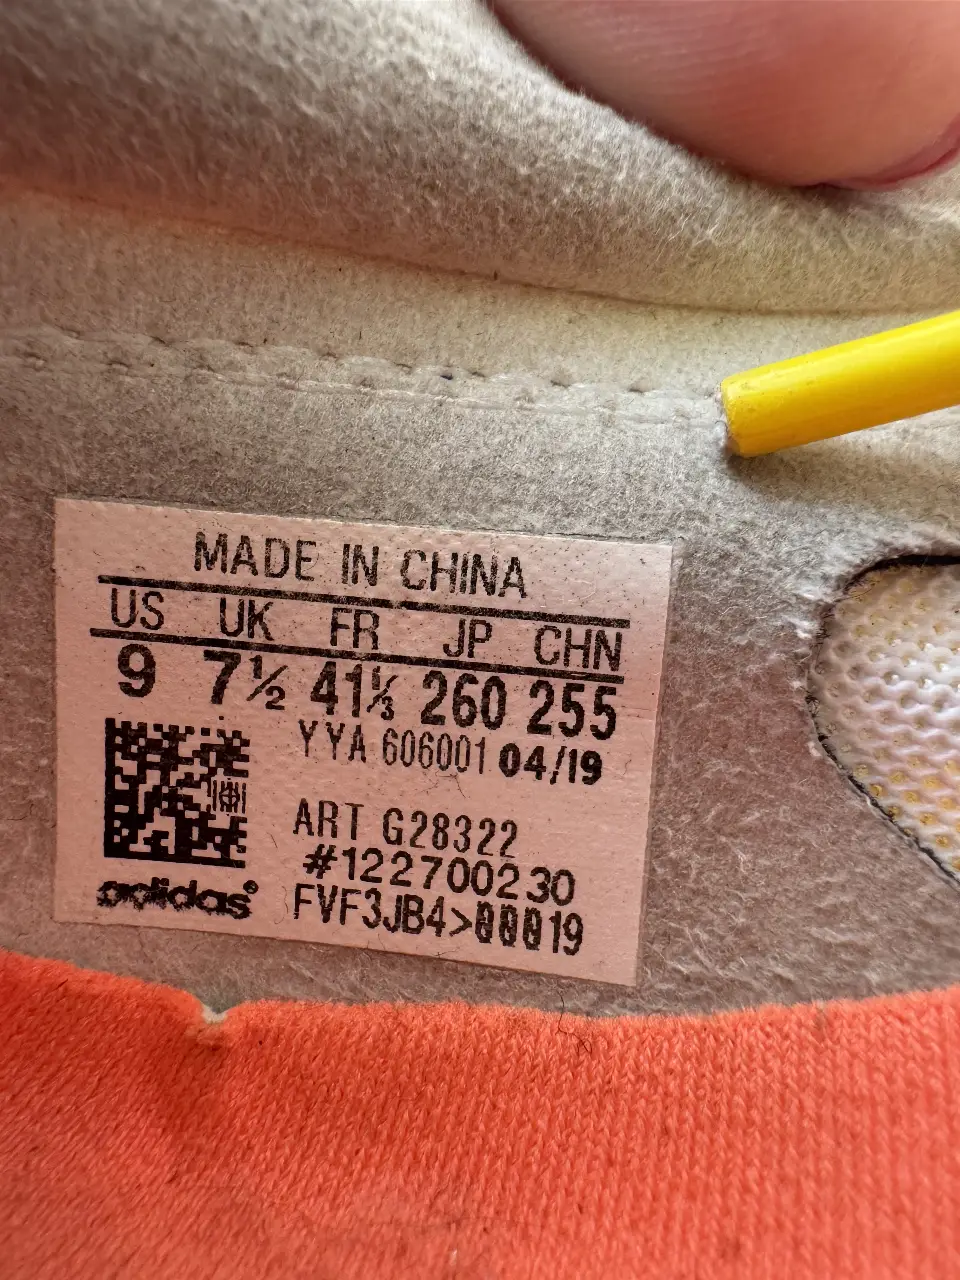 MADE IN CHINA
US UK FR JP CHN
9 7½ 41⅓ 260 255
YYA 606001 04/19
ART G28322
#122700230
FVF3JB4>00019
adidas®